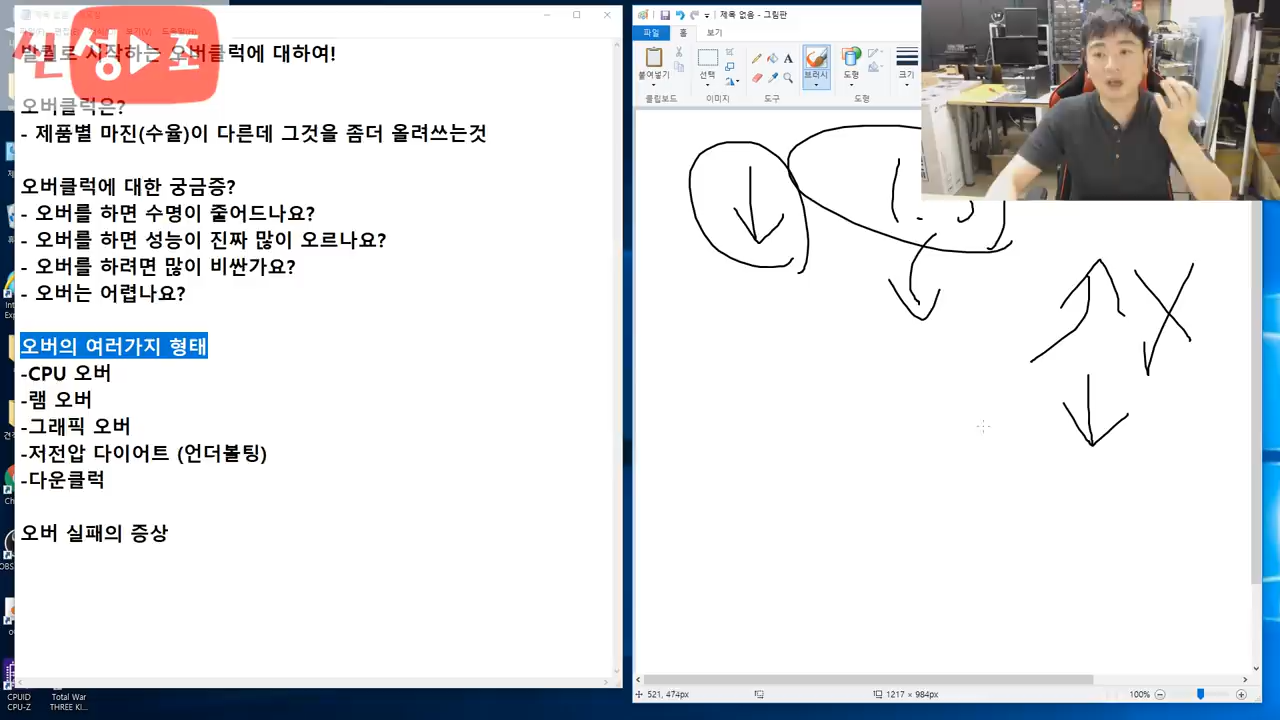 발퀄로 시작하는 오버클럭에 대하여!
신성조
오버클럭은?
- 제품별 마진(수율)이 다른데 그것을 좀더 올려쓰는것
오버클럭에 대한 궁금증?
- 오버를 하면 수명이 줄어드나요?
- 오버를 하면 성능이 진짜 많이 오르나요?
- 오버를 하려면 많이 비싼가요?
- 오버는 어렵나요?
오버의 여러가지 형태
-CPU 오버
-램 오버
-그래픽 오버
-저전압 다이어트 (언더볼팅)
-다운클럭
오버 실패의 증상
CPUID
CPU-Z
Total War
THREE KI...
제목 없음 - 그림판
파일
홈
보기
붙여넣기
선택
브러시
도형
크기
클립보드
이미지
도구
도형
521, 474px
1217 × 984px
100%